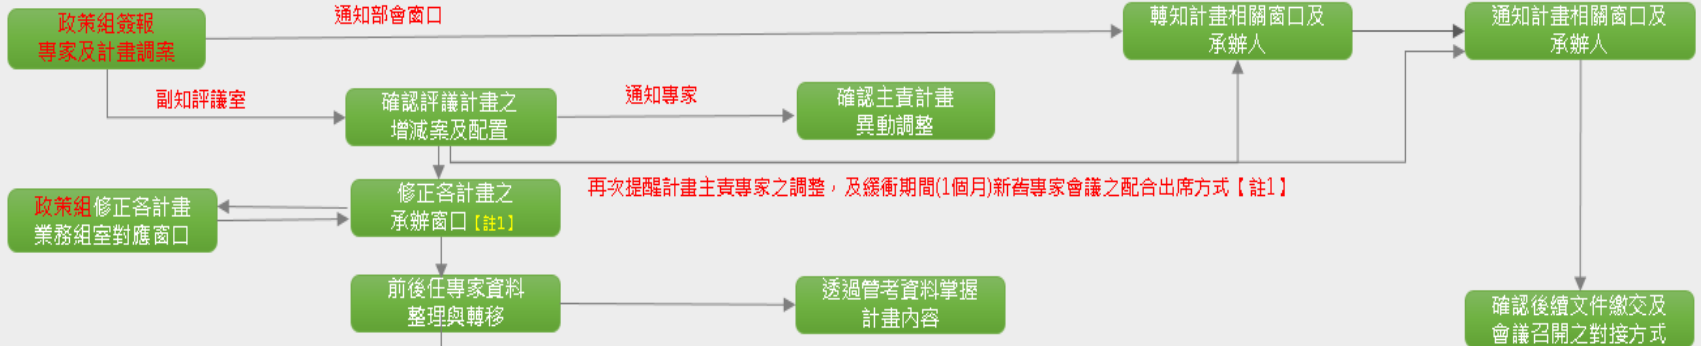 政策組簽報
專家及計畫調案
通知部會窗口
轉知計畫相關窗口及
承辦人
通知計畫相關窗口及
承辦人
副知評議室
確認評議計畫之
增減案及配置
通知專家
確認主責計畫
異動調整
再次提醒計畫主責專家之調整，及緩衝期間(1個月)新舊專家會議之配合出席方式【註1】
政策組修正各計畫
業務組室對應窗口
修正各計畫之
承辦窗口【註1】
前後任專家資料
整理與轉移
透過管考資料掌握
計畫內容
確認後續文件繳交及
會議召開之對接方式